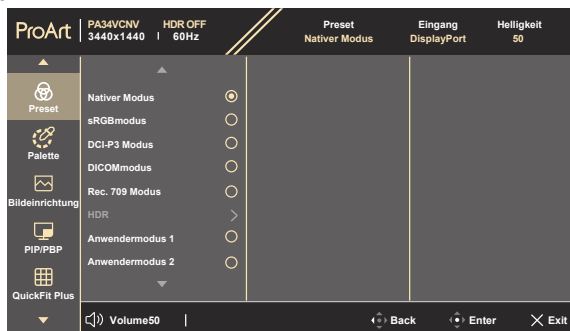 ProArt
PA34VCNV HDR OFF
3440x1440 | 60Hz
Preset
Nativer Modus
Eingang
DisplayPort
Helligkeit
50
Preset
Palette
Bildeinrichtung
PIP/PBP
QuickFit Plus
Nativer Modus
sRGBmodus
DCI-P3 Modus
DICOMmodus
Rec. 709 Modus
HDR
Anwendermodus 1
Anwendermodus 2
Volume50 |
Back
Enter
Exit